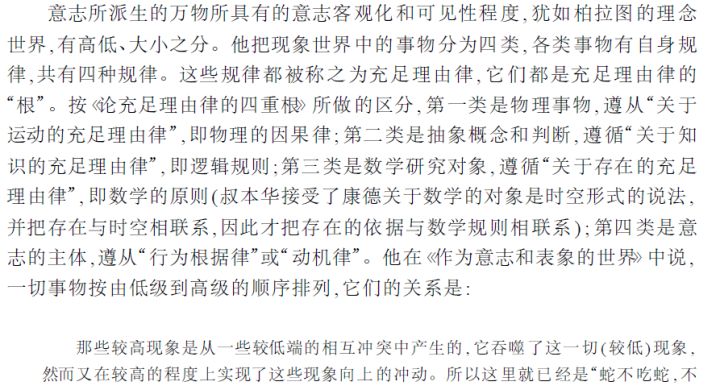 意志所派生的万物所具有的意志客观化和可见性程度,犹如柏拉图的理念
世界,有高低、大小之分。他把现象世界中的事物分为四类,各类事物有自身规
律,共有四种规律。这些规律都被称之为充足理由律,它们都是充足理由律的
“根”。按《论充足理由律的四重根》所做的区分,第一类是物理事物,遵从“关于
运动的充足理由律”,即物理的因果律;第二类是抽象概念和判断,遵循“关于知
识的充足理由律”,即逻辑规则;第三类是数学研究对象,遵循“关于存在的充足
理由律”,即数学的原则(叔本华接受了康德关于数学的对象是时空形式的说法,
并把存在与时空相联系,因此才把存在的依据与数学规则相联系);第四类是意
志的主体,遵从“行为根据律”或“动机律”。他在《作为意志和表象的世界》中说,
一切事物按由低级到高级的顺序排列,它们的关系是:
那些较高现象是从一些较低端的相互冲突中产生的,它吞噬了这一切(较低)现象,
然而又在较高的程度上实现了这些现象向上的冲动。所以这里就已经是“蛇不吃蛇,不